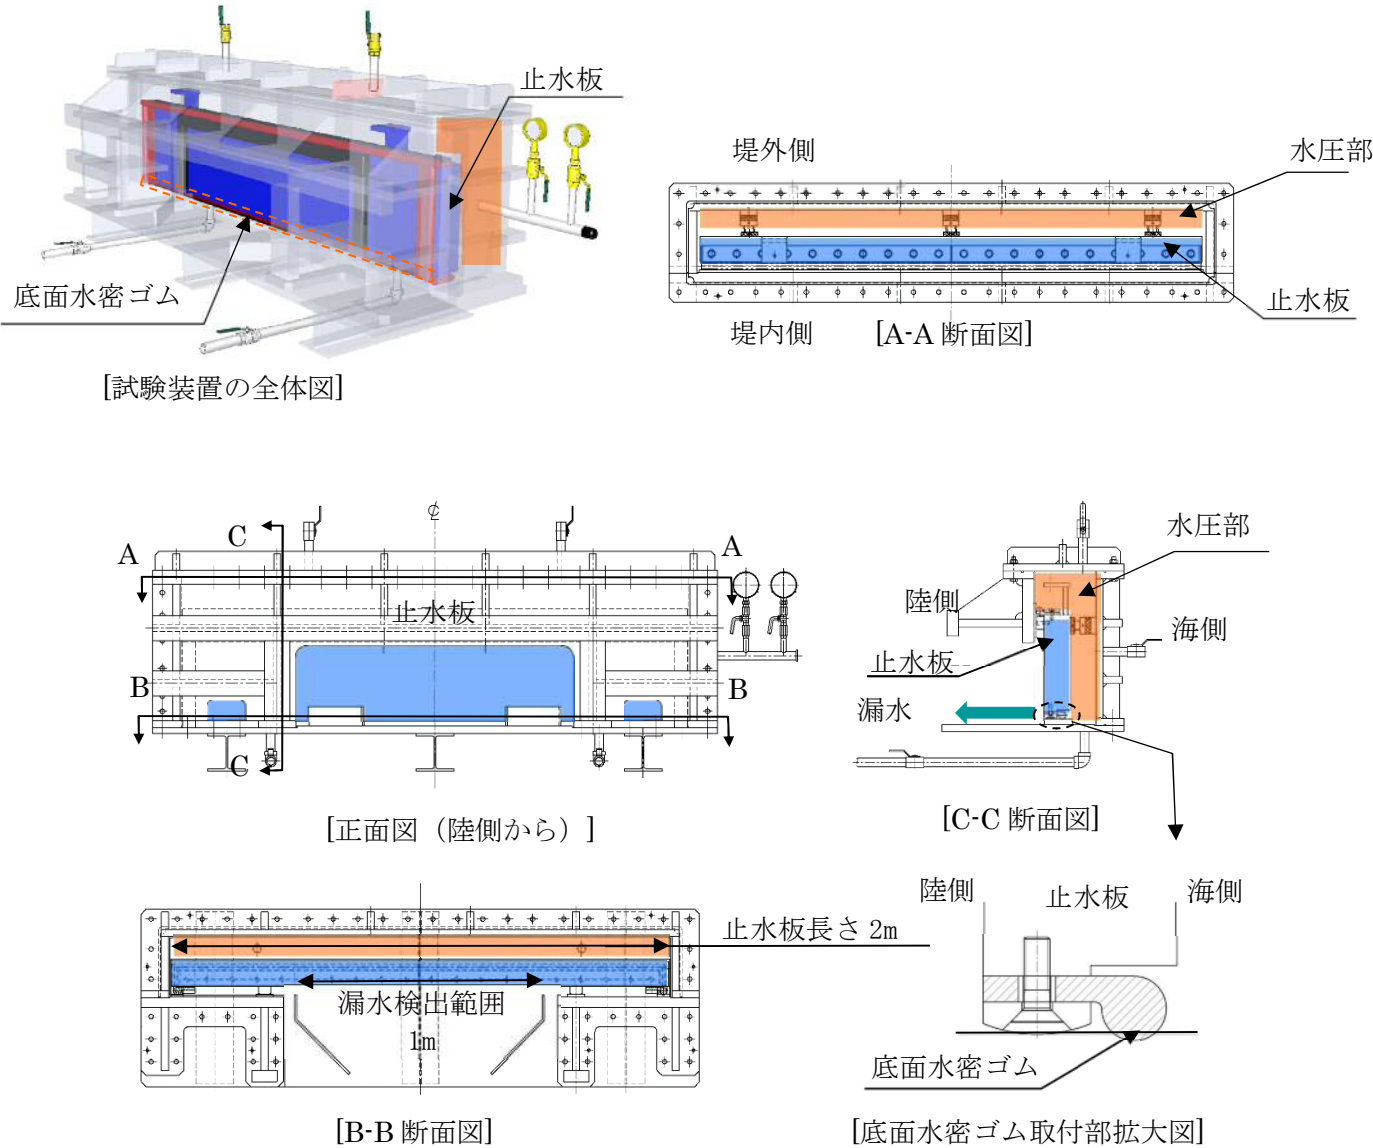 止水板
底面水密ゴム
[試験装置の全体図]
堤外側
水圧部
止水板
堤内側
[A-A 断面図]
C
A
A
止水板
B
B
C
[正面図（陸側から）]
水圧部
陸側
海側
止水板
漏水
[C-C 断面図]
止水板長さ 2m
漏水検出範囲
1m
[B-B 断面図]
陸側
止水板
海側
底面水密ゴム
[底面水密ゴム取付部拡大図]